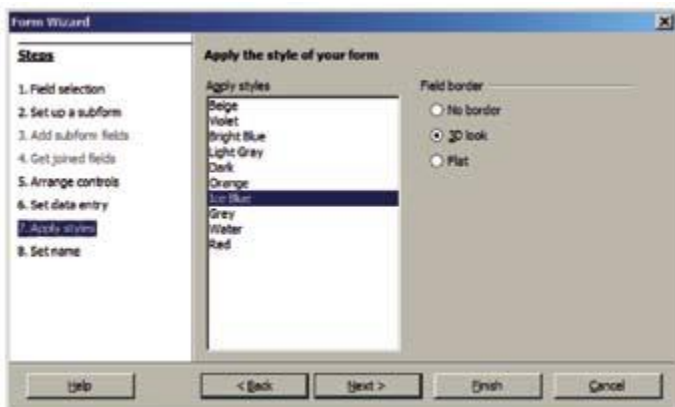 Form Wizard
Steps
1. Field selection
2. Set up a subform
3. Add subform fields
4. Get joined fields
5. Arrange controls
6. Set data entry
7. Apply styles
8. Set name
Apply the style of your form
Apply styles
Beige
Violet
Bright Blue
Light Gray
Dark
Orange
Ice Blue
Grey
Water
Red
Field border
No border
3D look
Flat
Help
< Back
Next >
Finish
Cancel